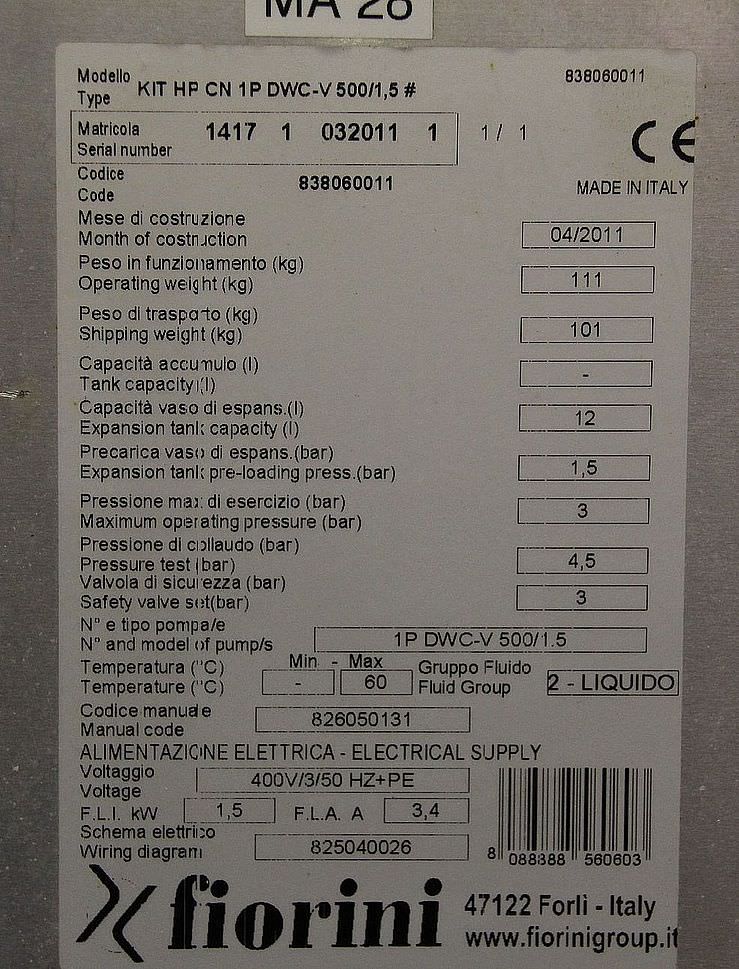 MA 28
Modello
Type KIT HP CN 1P DWC-V 500/1,5 # 838060011
Matricola
Serial number 1417 1 032011 1 1 / 1
CE
Codice
Code 838060011
MADE IN ITALY
Mese di costruzione
Month of costruction 04/2011
Peso in funzionamento (kg)
Operating weight (kg) 111
Peso di trasporto (kg)
Shipping weight (kg) 101
Capacità accumulo (l)
Tank capacity (l) -
Capacità vaso di espans.(l)
Expansion tank capacity (l) 12
Precarica vaso di espans.(bar)
Expansion tank pre-loading press.(bar) 1,5
Pressione max di esercizio (bar)
Maximum operating pressure (bar) 3
Pressione di collaudo (bar)
Pressure test (bar) 4,5
Valvola di sicurezza (bar)
Safety valve set(bar) 3
N° e tipo pompa/e
N° and model of pump/s 1P DWC-V 500/1.5
Min - Max
Temperatura (°C) Gruppo Fluido
Temperature (°C) - 60 Fluid Group 2 - LIQUIDO
Codice manuale
Manual code 826050131
ALIMENTAZIONE ELETTRICA - ELECTRICAL SUPPLY
Voltaggio
Voltage 400V/3/50 HZ+PE
F.L.I. kW 1,5 F.L.A. A 3,4
Schema elettrico
Wiring diagram 825040026
8 088388 560603
fiorini
47122 Forlì - Italy
www.fiorinigroup.it